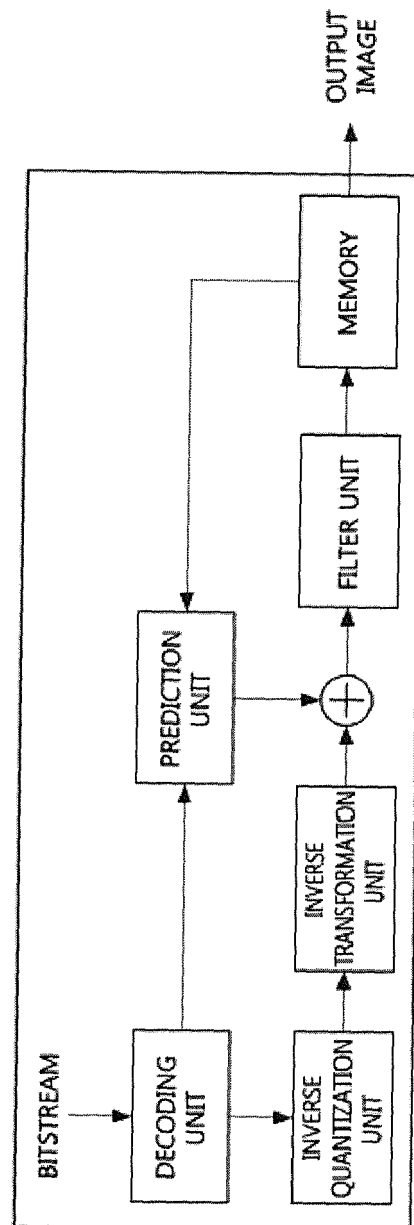 BITSTREAM
DECODING
UNIT
PREDICTION
UNIT
INVERSE
QUANTIZATION
UNIT
INVERSE
TRANSFORMATION
UNIT
FILTER UNIT
MEMORY
OUTPUT
IMAGE